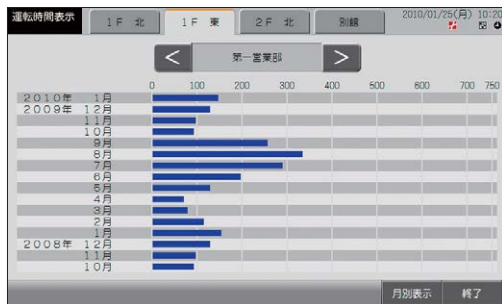 運転時間表示 1F 北 1F 東 2F 北 別館 2010/01/25(月) 10:20
< 第一営業部 >
0 100 200 300 400 500 600 700 750
2010年 1月
2009年 12月
11月
10月
9月
8月
7月
6月
5月
4月
3月
2月
1月
2008年 12月
11月
10月
月別表示 終了